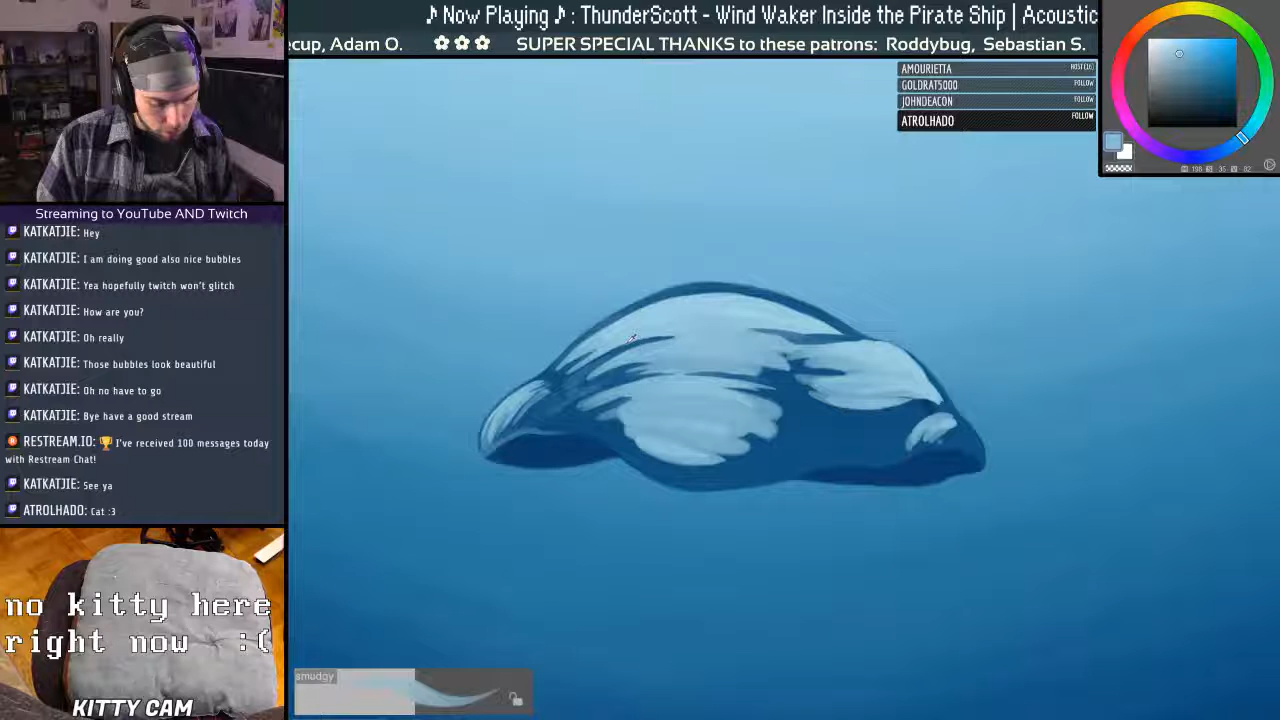 ♪ Now Playing ♪ : ThunderScott - Wind Waker Inside the Pirate Ship | Acoustic
ecup, Adam O. ✿ ✿ ✿ SUPER SPECIAL THANKS to these patrons: Roddybug, Sebastian S.
AMOURIETTA HOST(16)
GOLDRAT5000 FOLLOW
JOHNDEACON FOLLOW
ATROLHADO FOLLOW
Streaming to YouTube AND Twitch
KATKATJIE: Hey
KATKATJIE: I am doing good also nice bubbles
KATKATJIE: Yea hopefully twitch won't glitch
KATKATJIE: How are you?
KATKATJIE: Oh really
KATKATJIE: Those bubbles look beautiful
KATKATJIE: Oh no have to go
KATKATJIE: Bye have a good stream
RESTREAM.IO: 🏆 I've received 100 messages today
with Restream Chat!
KATKATJIE: See ya
ATROLHADO: Cat :3
no kitty here
right now :(
KITTY CAM
smudgy